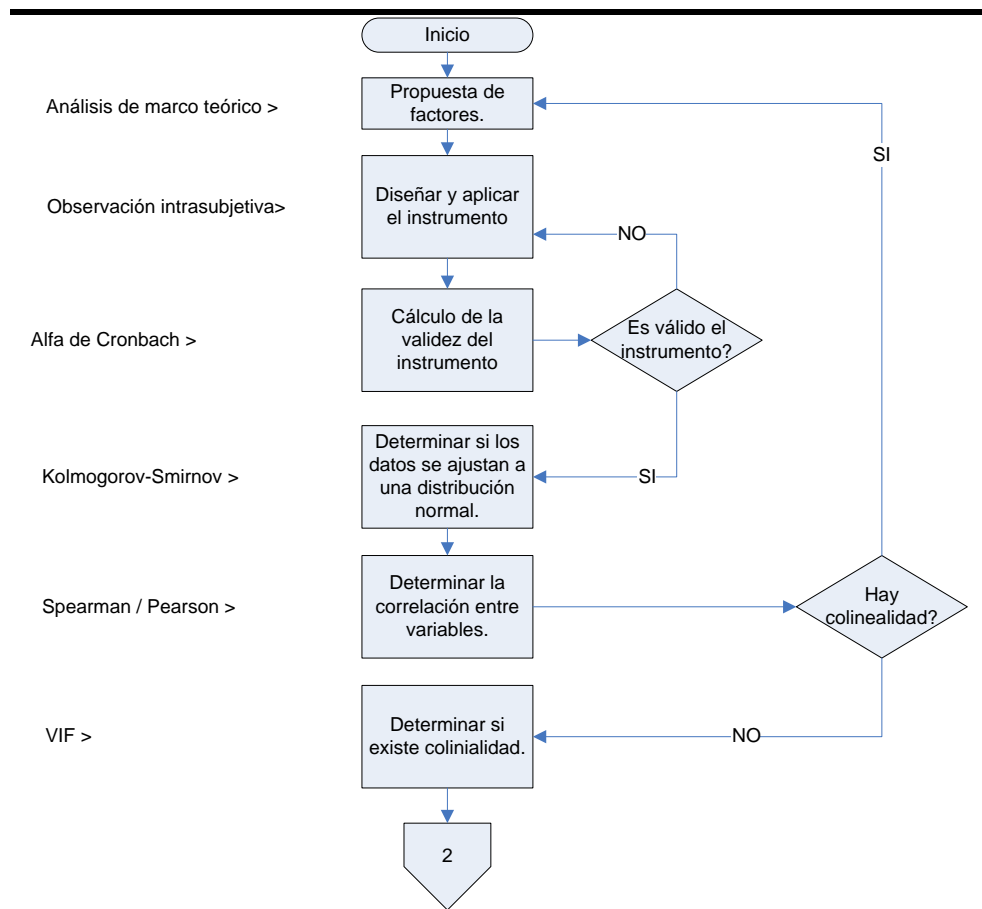 Inicio
Análisis de marco teórico >
Propuesta de
factores.
SI
Observación intrasubjetiva>
Diseñar y aplicar
el instrumento
NO
Alfa de Cronbach >
Cálculo de la
validez del
instrumento
Es válido el
instrumento?
Kolmogorov-Smirnov >
Determinar si los
datos se ajustan a
una distribución
normal.
SI
Spearman / Pearson >
Determinar la
correlación entre
variables.
Hay
colinealidad?
VIF >
Determinar si
existe colinialidad.
NO
2